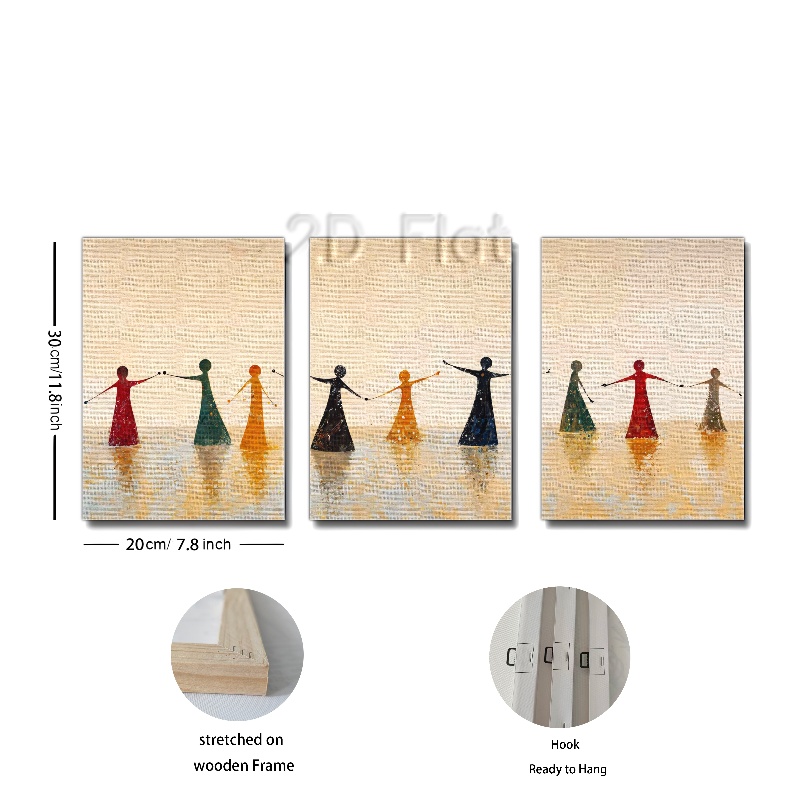 2D Flat
30cm/11.8inch
20cm/ 7.8 inch
stretched on
wooden Frame
Hook
Ready to Hang